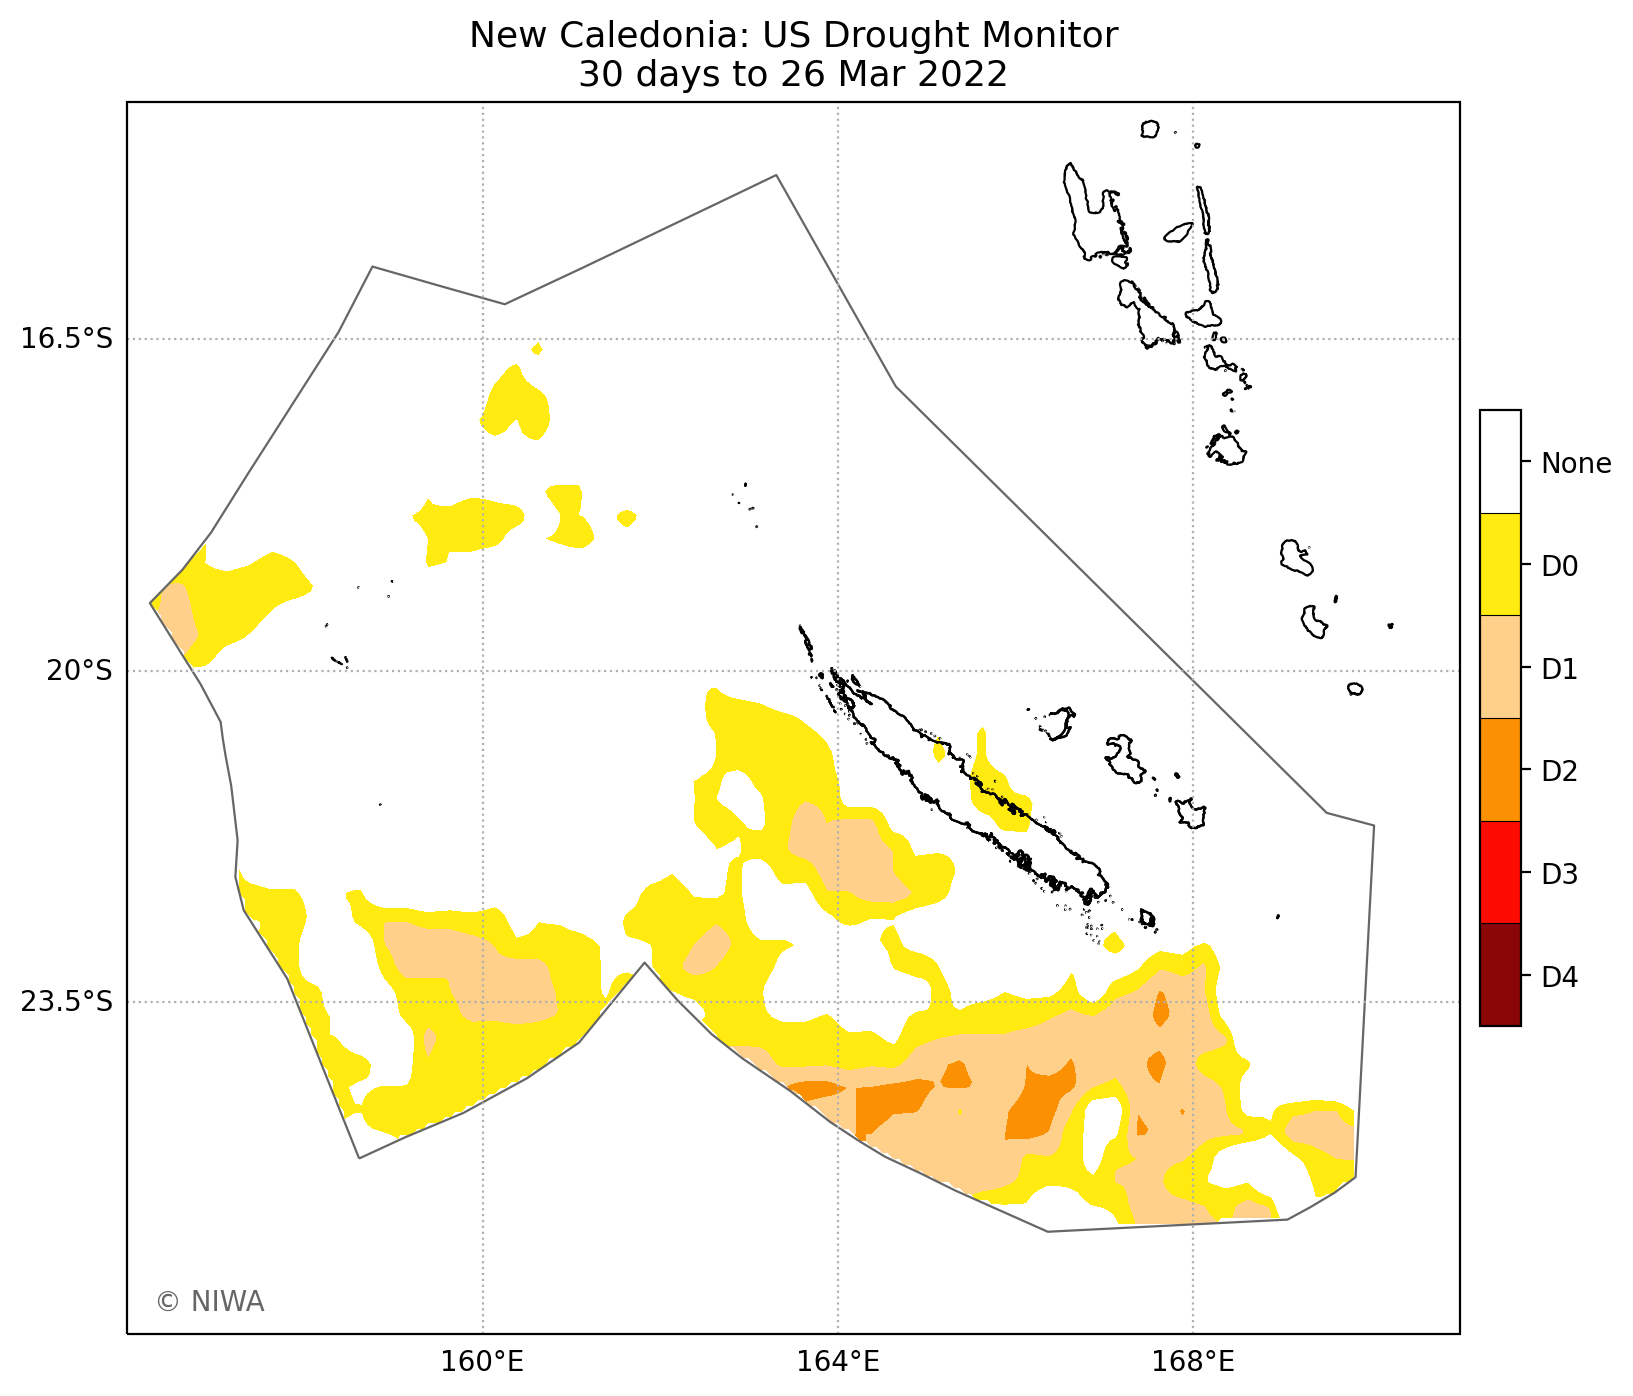 New Caledonia: US Drought Monitor
30 days to 26 Mar 2022
16.5°S
20°S
23.5°S
160°E
164°E
168°E
None
D0
D1
D2
D3
D4
© NIWA